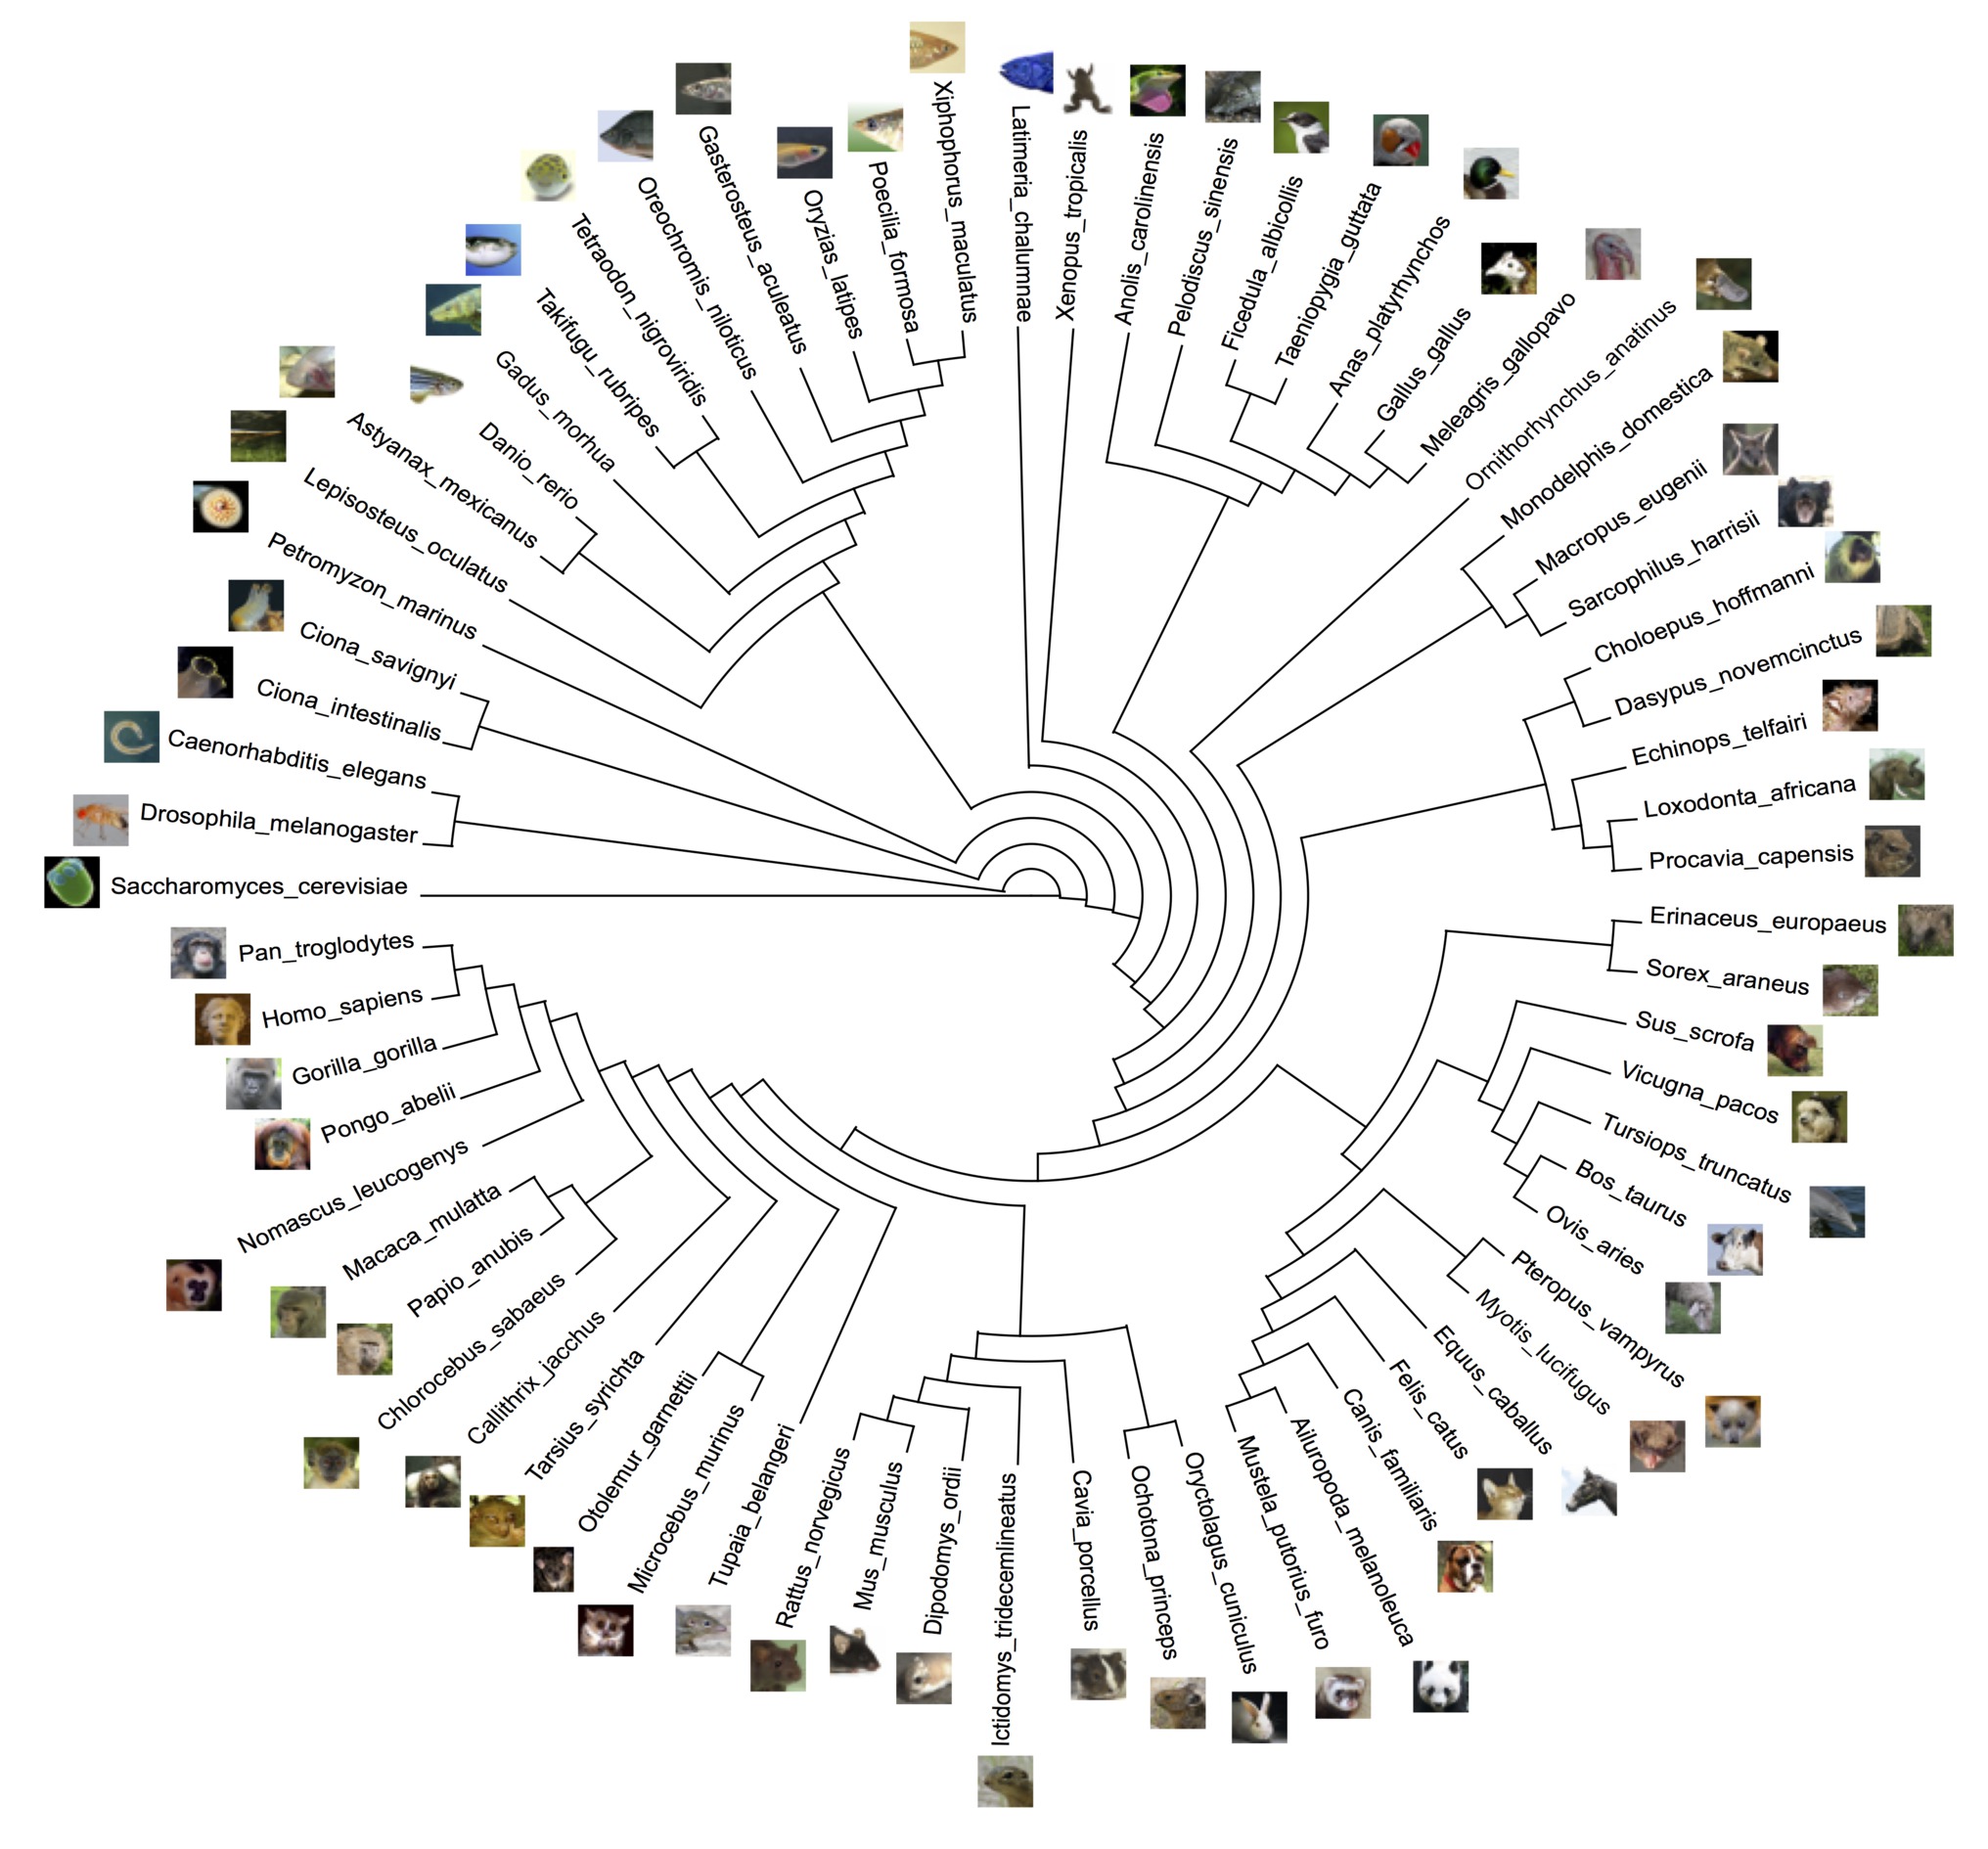 Xiphophorus_maculatus
Latimeria_chalumnae
Xenopus_tropicalis
Anolis_carolinensis
Pelodiscus_sinensis
Ficedula_albicollis
Taeniopygia_guttata
Anas_platyrhynchos
Gallus_gallus
Meleagris_gallopavo
Ornithorhynchus_anatinus
Monodelphis_domestica
Macropus_eugenii
Sarcophilus_harrisii
Choloepus_hoffmanni
Dasypus_novemcinctus
Echinops_telfairi
Loxodonta_africana
Procavia_capensis
Erinaceus_europaeus
Sorex_araneus
Sus_scrofa
Vicugna_pacos
Tursiops_truncatus
Bos_taurus
Ovis_aries
Pteropus_vampyrus
Myotis_lucifugus
Equus_caballus
Felis_catus
Canis_familiaris
Ailuropoda_melanoleuca
Mustela_putorius_furo
Oryctolagus_cuniculus
Ochotona_princeps
Cavia_porcellus
Ictidomys_tridecemlineatus
Dipodomys_ordii
Mus_musculus
Rattus_norvegicus
Tupaia_belangeri
Microcebus_murinus
Otolemur_garnettii
Tarsius_syrichta
Callithrix_jacchus
Chlorocebus_sabaeus
Papio_anubis
Macaca_mulatta
Nomascus_leucogenys
Pongo_abelii
Gorilla_gorilla
Homo_sapiens
Pan_troglodytes
Saccharomyces_cerevisiae
Drosophila_melanogaster
Caenorhabditis_elegans
Ciona_intestinalis
Ciona_savignyi
Petromyzon_marinus
Lepisosteus_oculatus
Astyanax_mexicanus
Danio_rerio
Gadus_morhua
Takifugu_rubripes
Tetraodon_nigroviridis
Oreochromis_niloticus
Gasterosteus_aculeatus
Oryzias_latipes
Poecilia_formosa